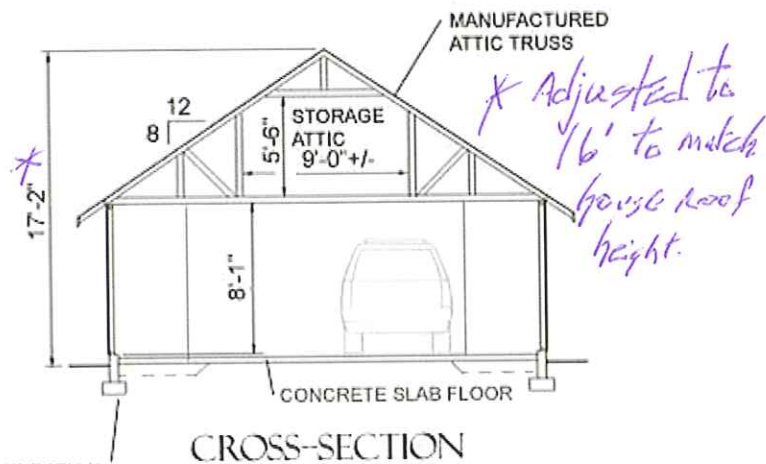 MANUFACTURED
ATTIC TRUSS
* Adjusted to
16' to match
house roof
height.
12
8
STORAGE
ATTIC
5'-6"
9'-0"+/-
*
17'-2"
8'-1"
CONCRETE SLAB FLOOR
CROSS--SECTION